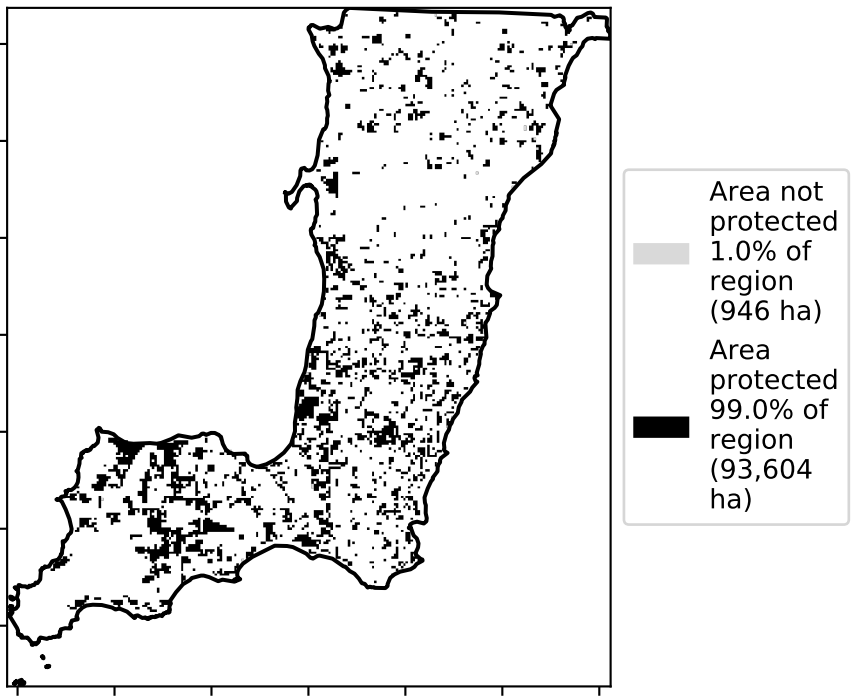 Area not
protected
1.0% of
region
(946 ha)
Area
protected
99.0% of
region
(93,604
ha)